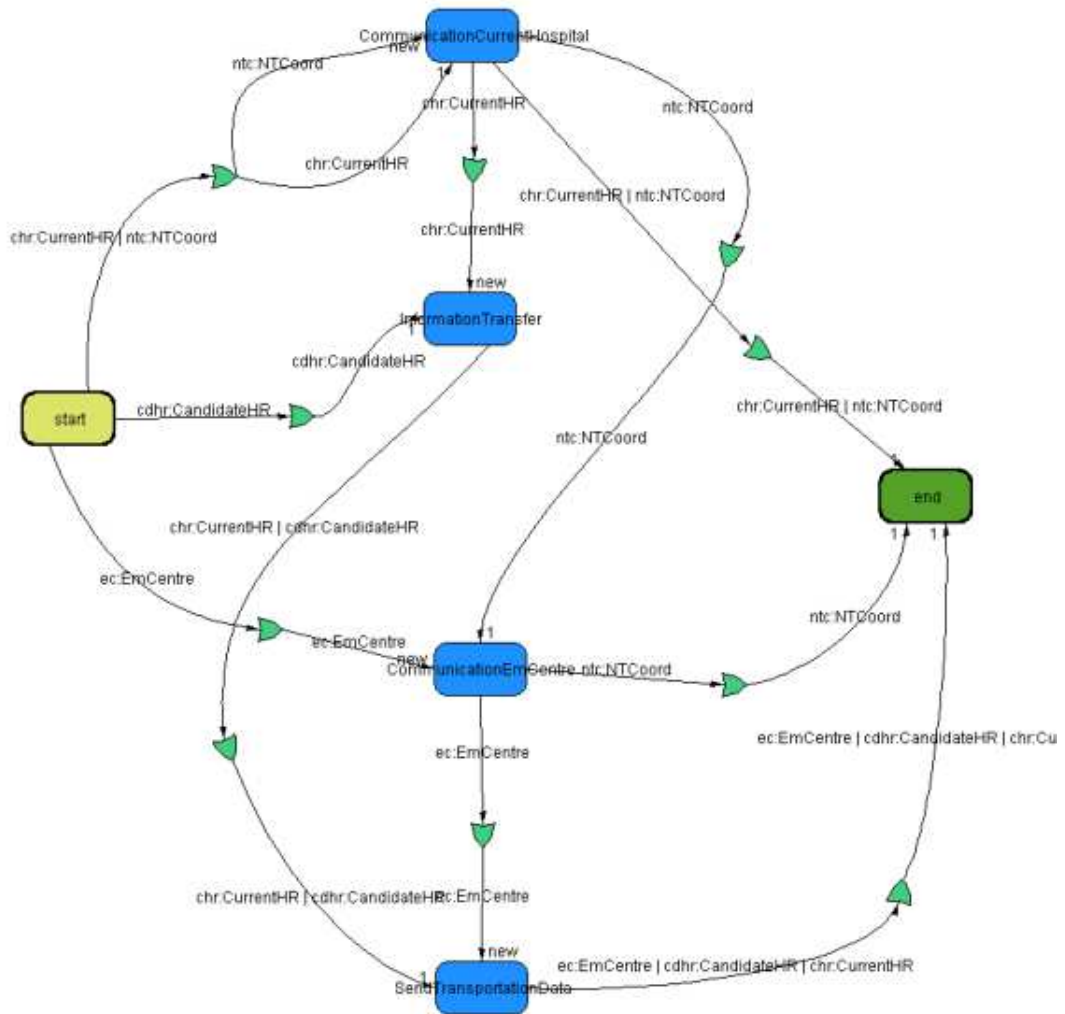 CommunicationCurrentHospital
new
ntc:NTCoord
1
chr:CurrentHR
ntc:NTCoord
chr:CurrentHR
chr:CurrentHR | ntc:NTCoord
chr:CurrentHR
chr:CurrentHR | ntc:NTCoord
new
InformationTransfer
1
cdhr:CandidateHR
start
cdhr:CandidateHR
chr:CurrentHR | ntc:NTCoord
ntc:NTCoord
1
end
chr:CurrentHR | cdhr:CandidateHR
1
1
ec:EmCentre
ntc:NTCoord
1
ec:EmCentre
new
CommunicationEmCentre
ntc:NTCoord
ec:EmCentre | cdhr:CandidateHR | chr:Cu
ec:EmCentre
chr:CurrentHR | cdhr:CandidateHR
ec:EmCentre
new
ec:EmCentre | cdhr:CandidateHR | chr:CurrentHR
1
SendTransportationData